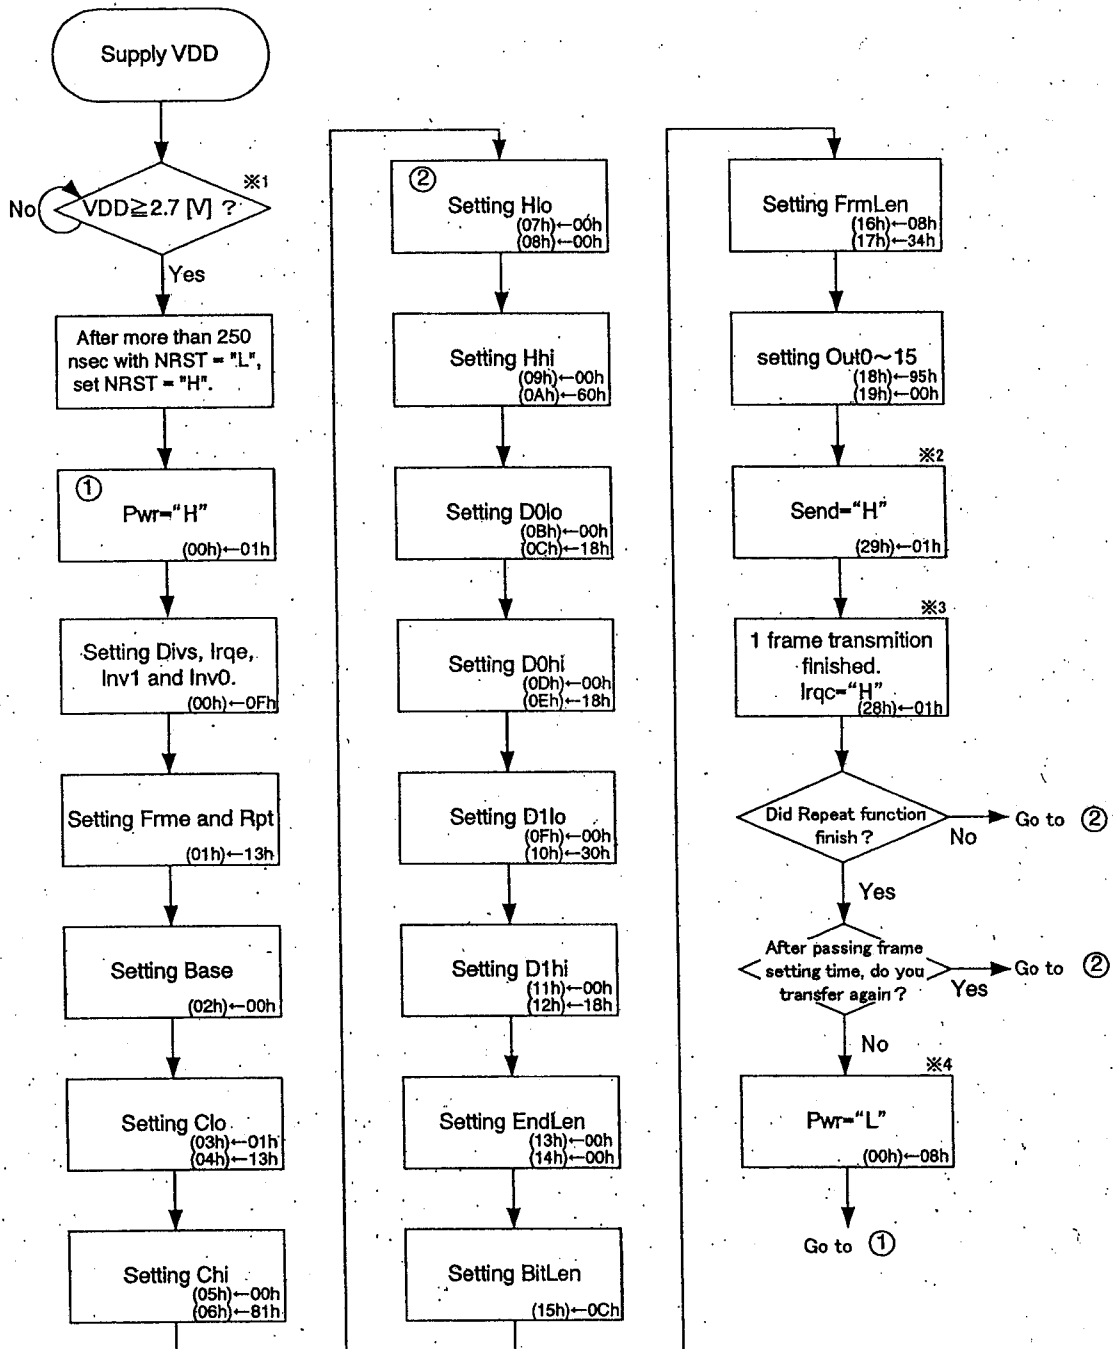 Supply VDD
※1
No
VDD≧2.7 [V] ?
Yes
After more than 250
nsec with NRST = "L",
set NRST = "H".
①
Pwr="H"
(00h)←01h
Setting Divs, Irqe,
Inv1 and Inv0.
(00h)←0Fh
Setting Frme and Rpt
(01h)←13h
Setting Base
(02h)←00h
Setting Clo
(03h)←01h
(04h)←13h
Setting Chi
(05h)←00h
(06h)←81h
②
Setting Hlo
(07h)←00h
(08h)←00h
Setting Hhi
(09h)←00h
(0Ah)←60h
Setting D0lo
(0Bh)←00h
(0Ch)←18h
Setting D0hi
(0Dh)←00h
(0Eh)←18h
Setting D1lo
(0Fh)←00h
(10h)←30h
Setting D1hi
(11h)←00h
(12h)←18h
Setting EndLen
(13h)←00h
(14h)←00h
Setting BitLen
(15h)←0Ch
Setting FrmLen
(16h)←08h
(17h)←34h
setting Out0~15
(18h)←95h
(19h)←00h
※2
Send="H"
(29h)←01h
※3
1 frame transmition
finished.
Irqc="H"
(28h)←01h
Did Repeat function
finish ?
No
Go to ②
Yes
After passing frame
setting time, do you
transfer again ?
Yes
Go to ②
No
※4
Pwr="L"
(00h)←08h
Go to ①